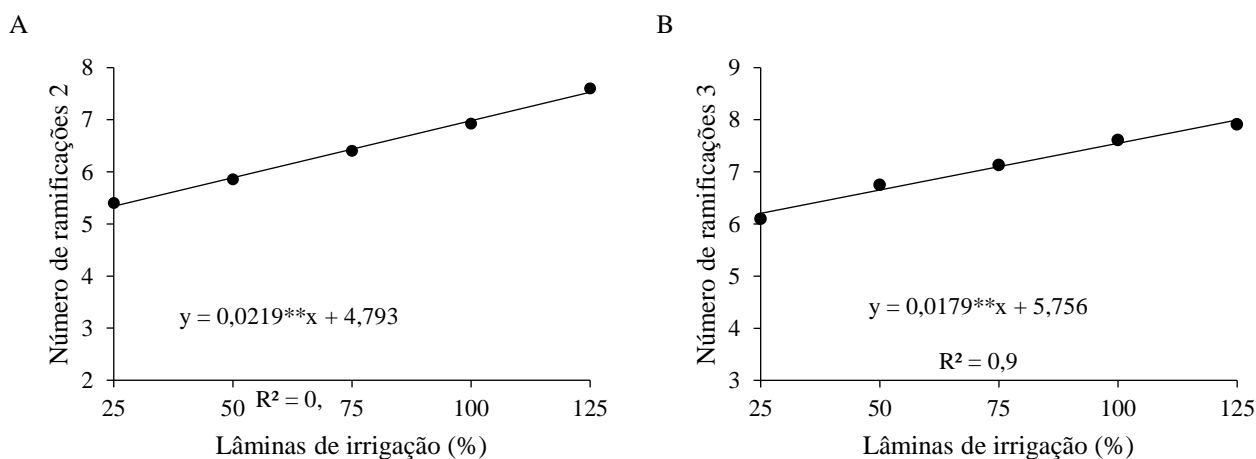 A
Número de ramificações 2
8
7
6
5
4
3
2
y = 0,0219**x + 4,793
R² = 0,
25
50
75
100
125
Lâminas de irrigação (%)
B
Número de ramificações 3
9
8
7
6
5
4
3
y = 0,0179**x + 5,756
R² = 0,9
25
50
75
100
125
Lâminas de irrigação (%)